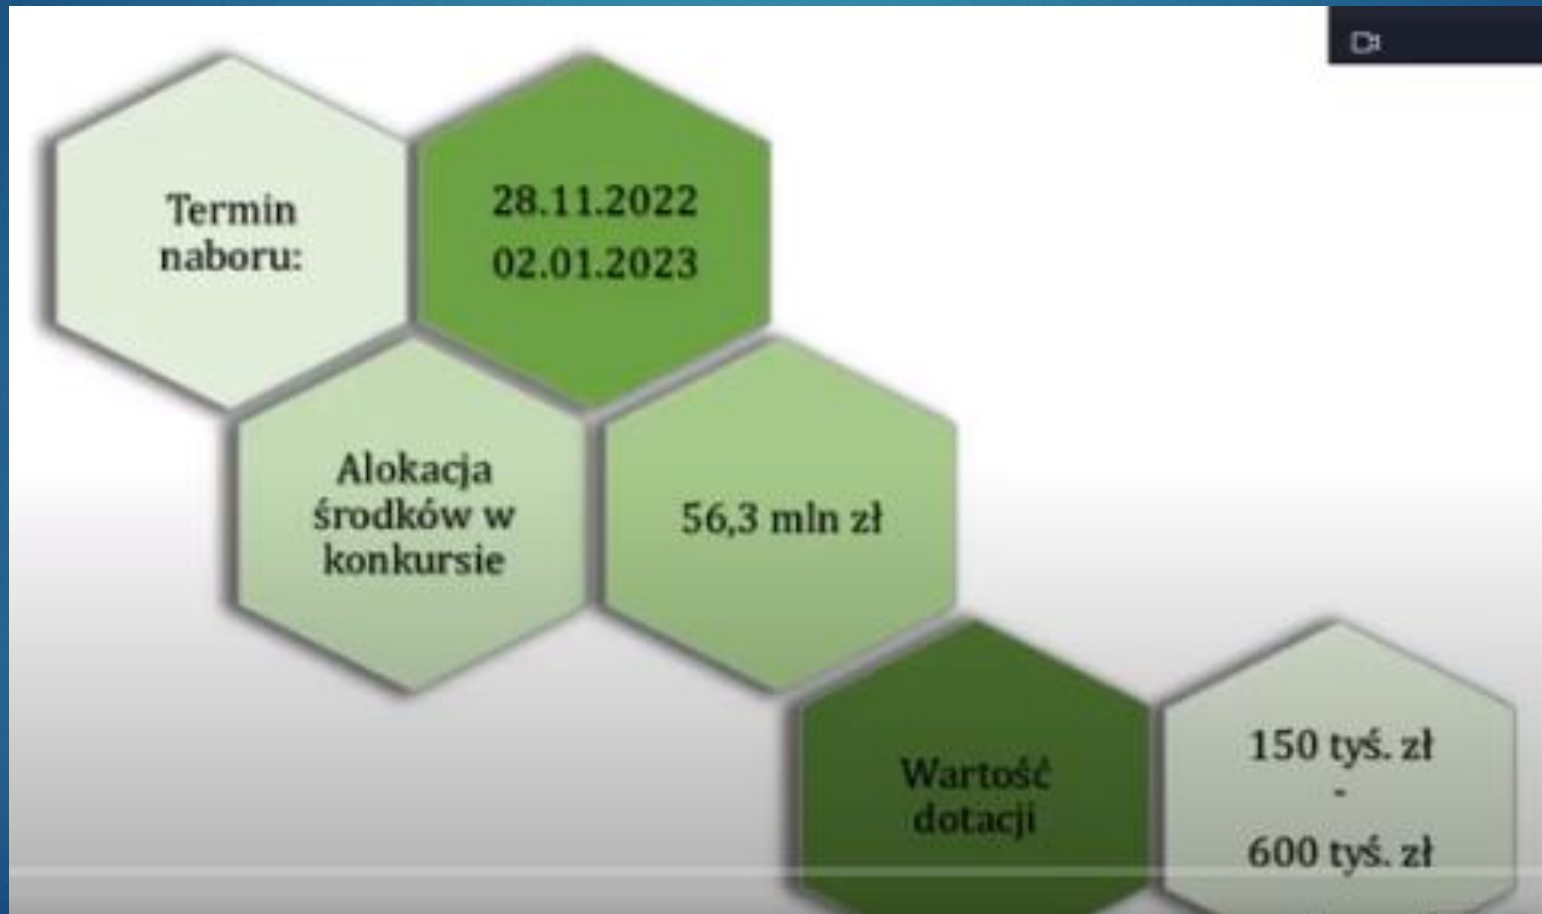 Termin
naboru:
28.11.2022
02.01.2023
Alokacja
środków w
konkursie
56,3 mln zł
Wartość
dotacji
150 tyś. zł
-
600 tyś. zł